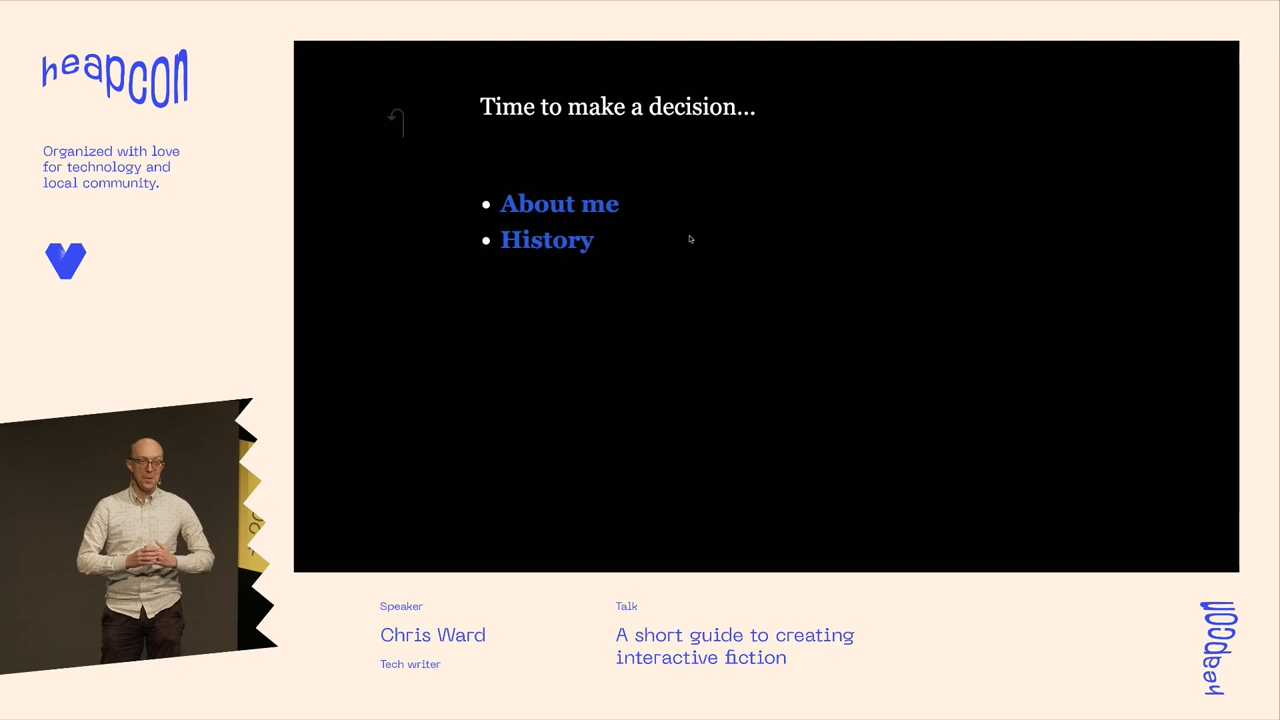 heapcon
Organized with love
for technology and
local community.
Time to make a decision...
• About me
• History
Speaker
Chris Ward
Tech writer
Talk
A short guide to creating
interactive fiction
heapcon